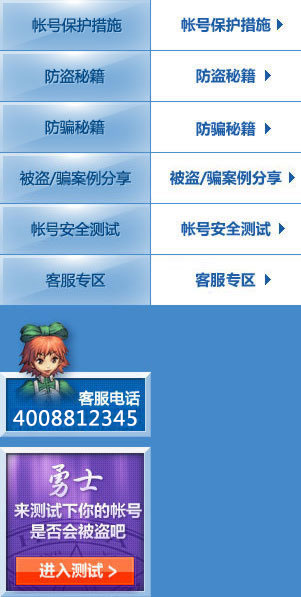 帐号保护措施 帐号保护措施
防盗秘籍 防盗秘籍
防骗秘籍 防骗秘籍
被盗/骗案例分享 被盗/骗案例分享
帐号安全测试 帐号安全测试
客服专区 客服专区
客服电话
4008812345
勇士
来测试下你的帐号
是否会被盗吧
进入测试>